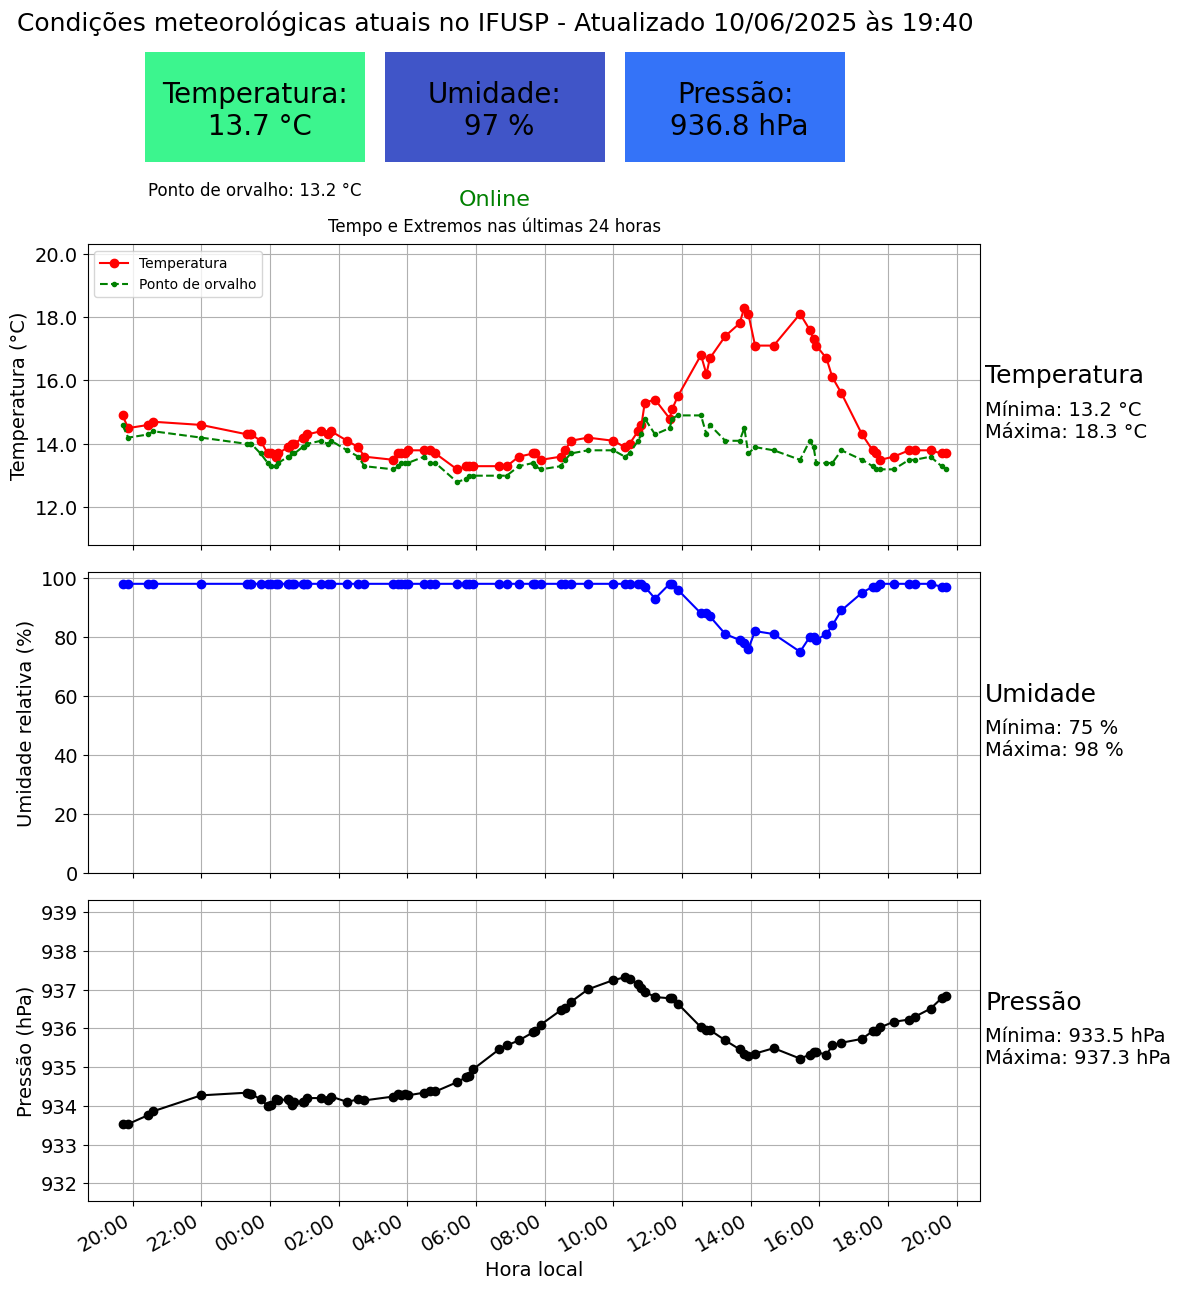 Condições meteorológicas atuais no IFUSP - Atualizado 10/06/2025 às 19:40
Temperatura:
13.7 °C
Umidade:
97 %
Pressão:
936.8 hPa
Ponto de orvalho: 13.2 °C
Online
Tempo e Extremos nas últimas 24 horas
Temperatura (°C)
20.0
18.0
16.0
14.0
12.0
Temperatura
Ponto de orvalho
Temperatura
Mínima: 13.2 °C
Máxima: 18.3 °C
Umidade relativa (%)
100
80
60
40
20
0
Umidade
Mínima: 75 %
Máxima: 98 %
Pressão (hPa)
939
938
937
936
935
934
933
932
Pressão
Mínima: 933.5 hPa
Máxima: 937.3 hPa
20:00 22:00 00:00 02:00 04:00 06:00 08:00 10:00 12:00 14:00 16:00 18:00 20:00
Hora local